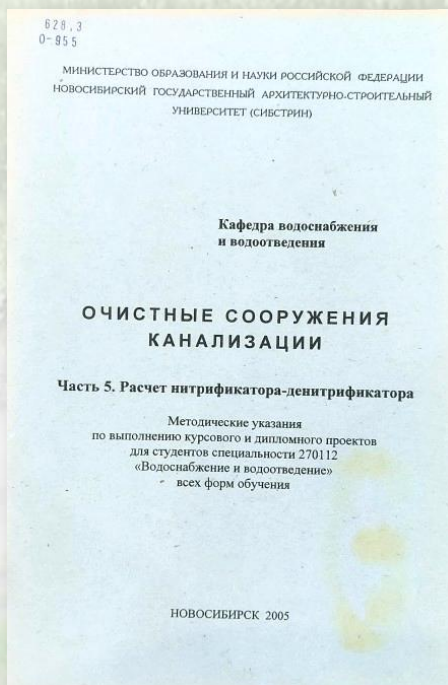 628,3
О-955
МИНИСТЕРСТВО ОБРАЗОВАНИЯ И НАУКИ РОССИЙСКОЙ ФЕДЕРАЦИИ
НОВОСИБИРСКИЙ ГОСУДАРСТВЕННЫЙ АРХИТЕКТУРНО-СТРОИТЕЛЬНЫЙ
УНИВЕРСИТЕТ (СИБСТРИН)
Кафедра водоснабжения
и водоотведения
ОЧИСТНЫЕ СООРУЖЕНИЯ
КАНАЛИЗАЦИИ
Часть 5. Расчет нитрификатора-денитрификатора
Методические указания
по выполнению курсового и дипломного проектов
для студентов специальности 270112
«Водоснабжение и водоотведение»
всех форм обучения
НОВОСИБИРСК 2005